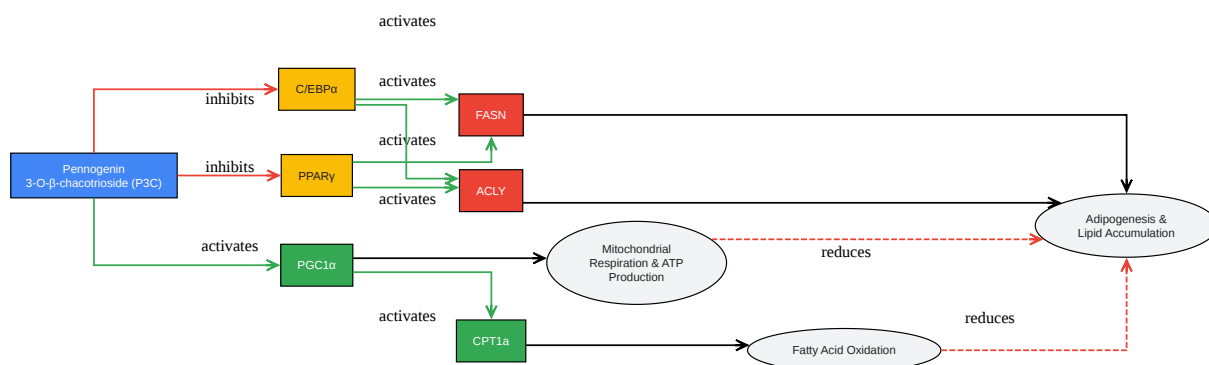 activates
activates
C/EBPα
inhibits
FASN
activates
Pennogenin
3-O-β-chacotrioside (P3C)
inhibits
PPARγ
activates
ACLY
Adipogenesis &
Lipid Accumulation
activates
PGC1α
Mitochondrial
Respiration & ATP
Production
reduces
activates
CPT1a
reduces
Fatty Acid Oxidation